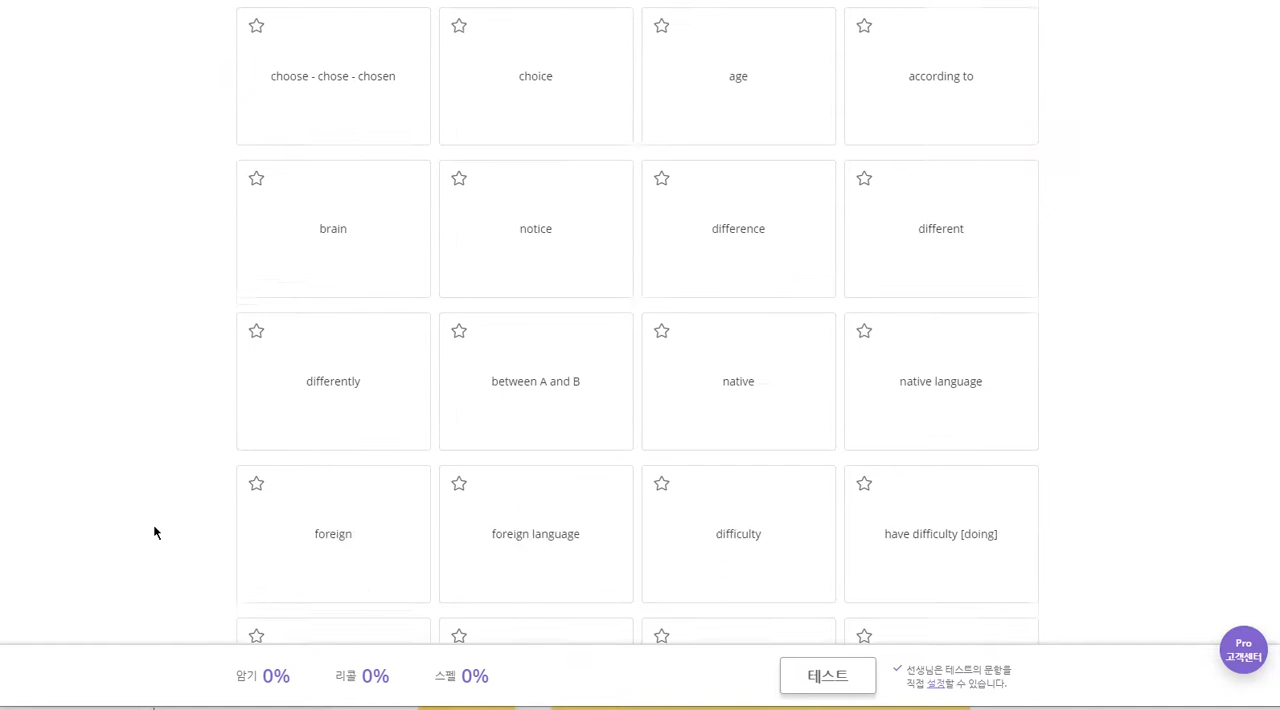 choose - chose - chosen
choice
age
according to
brain
notice
difference
different
differently
between A and B
native
native language
foreign
foreign language
difficulty
have difficulty [doing]
암기 0%
리콜 0%
스펠 0%
테스트
선생님은 테스트의 문항을
직접 설정할 수 있습니다.
Pro
고객센터